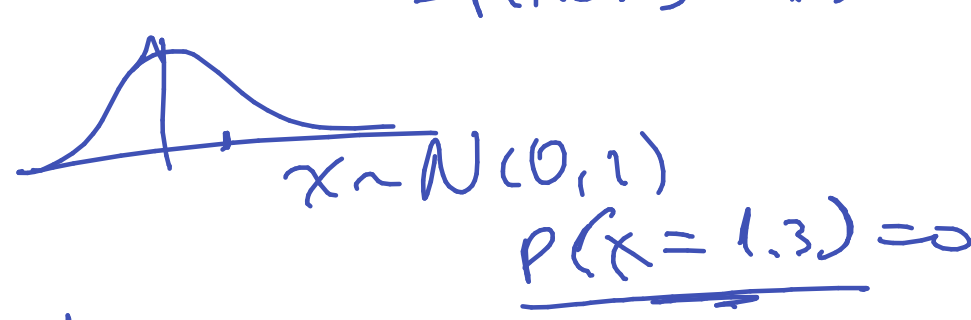 x ~ N(0,1)
P(x = 1.3) = 0